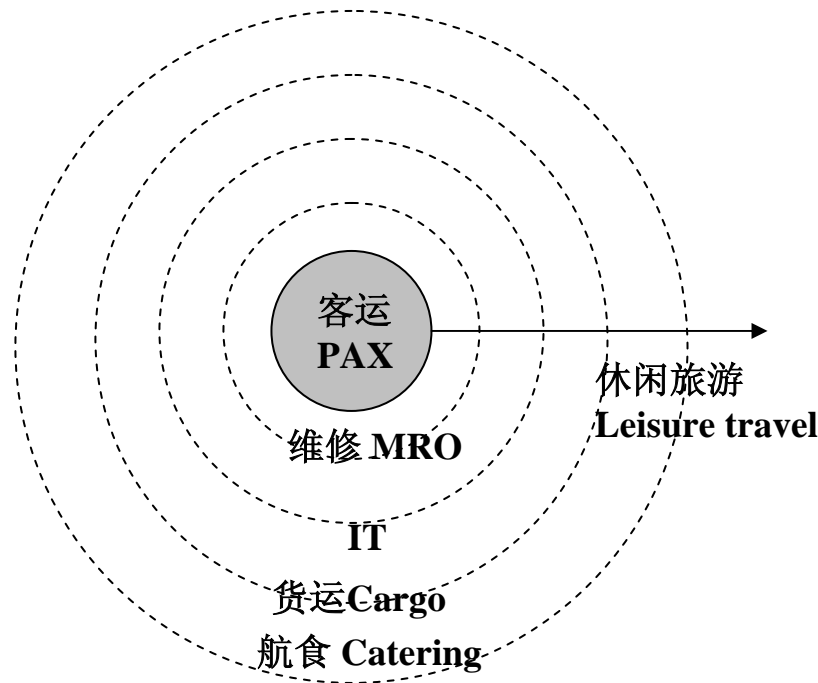 客运
PAX
休闲旅游
Leisure travel
维修 MRO
IT
货运Cargo
航食 Catering